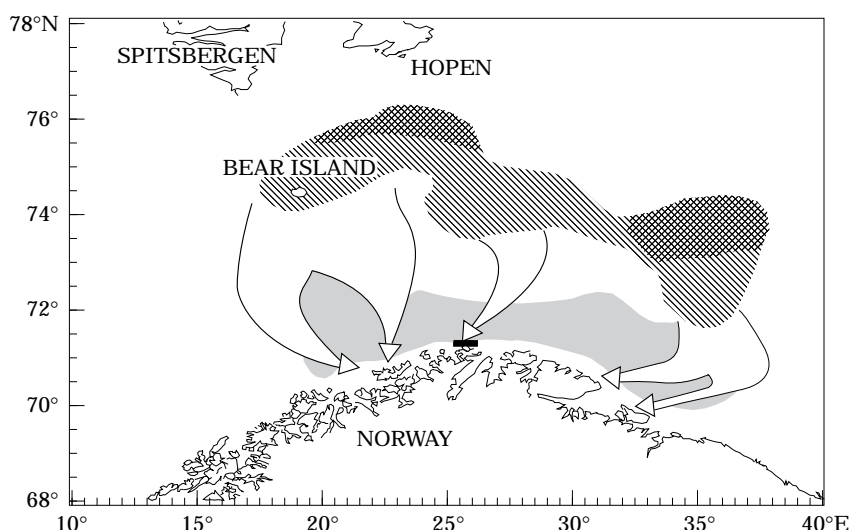 78°N
SPITSBERGEN
HOPEN
76°
BEAR ISLAND
74°
72°
70°
NORWAY
68°
10° 15° 20° 25° 30° 35° 40°E